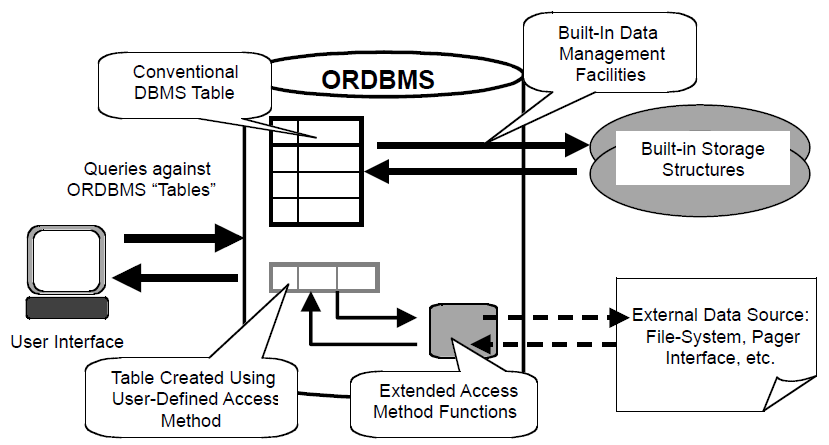 Conventional
DBMS Table
ORDBMS
Built-In Data
Management
Facilities
Built-in Storage
Structures
Queries against
ORDBMS “Tables”
User Interface
External Data Source:
File-System, Pager
Interface, etc.
Table Created Using
User-Defined Access
Method
Extended Access
Method Functions